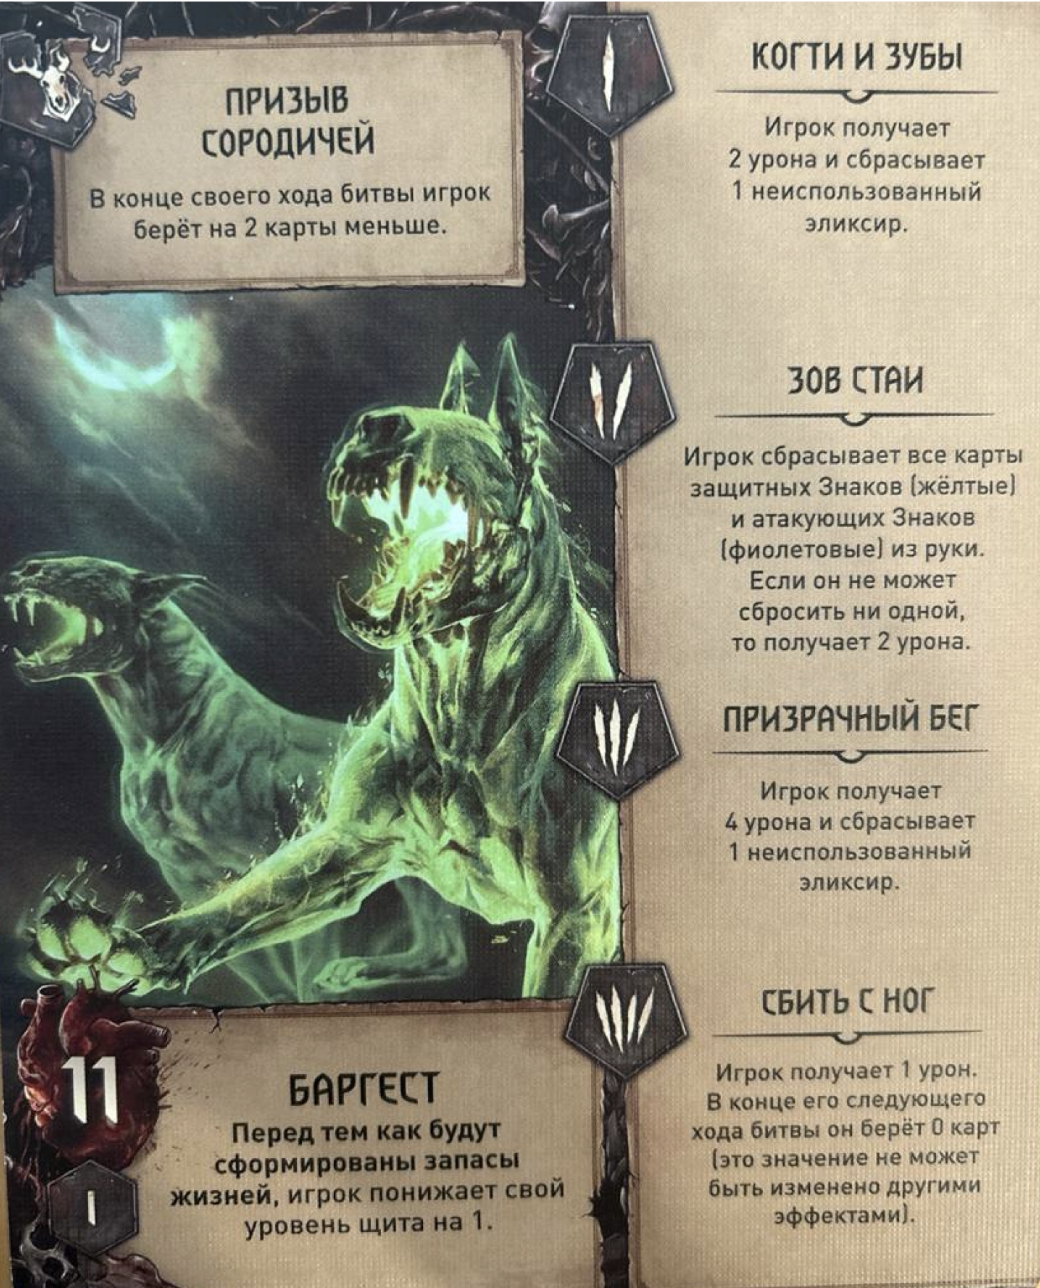 ПРИЗЫВ
СОРОДИЧЕЙ
В конце своего хода битвы игрок
берёт на 2 карты меньше.
КОГТИ И ЗУБЫ
Игрок получает
2 урона и сбрасывает
1 неиспользованный
эликсир.
ЗОВ СТАИ
Игрок сбрасывает все карты
защитных Знаков (жёлтые)
и атакующих Знаков
(фиолетовые) из руки.
Если он не может
сбросить ни одной,
то получает 2 урона.
ПРИЗРАЧНЫЙ БЕГ
Игрок получает
4 урона и сбрасывает
1 неиспользованный
эликсир.
СБИТЬ С НОГ
Игрок получает 1 урон.
В конце его следующего
хода битвы он берёт 0 карт
(это значение не может
быть изменено другими
эффектами).
11
БАРГЕСТ
Перед тем как будут
сформированы запасы
жизней, игрок понижает свой
уровень щита на 1.
I